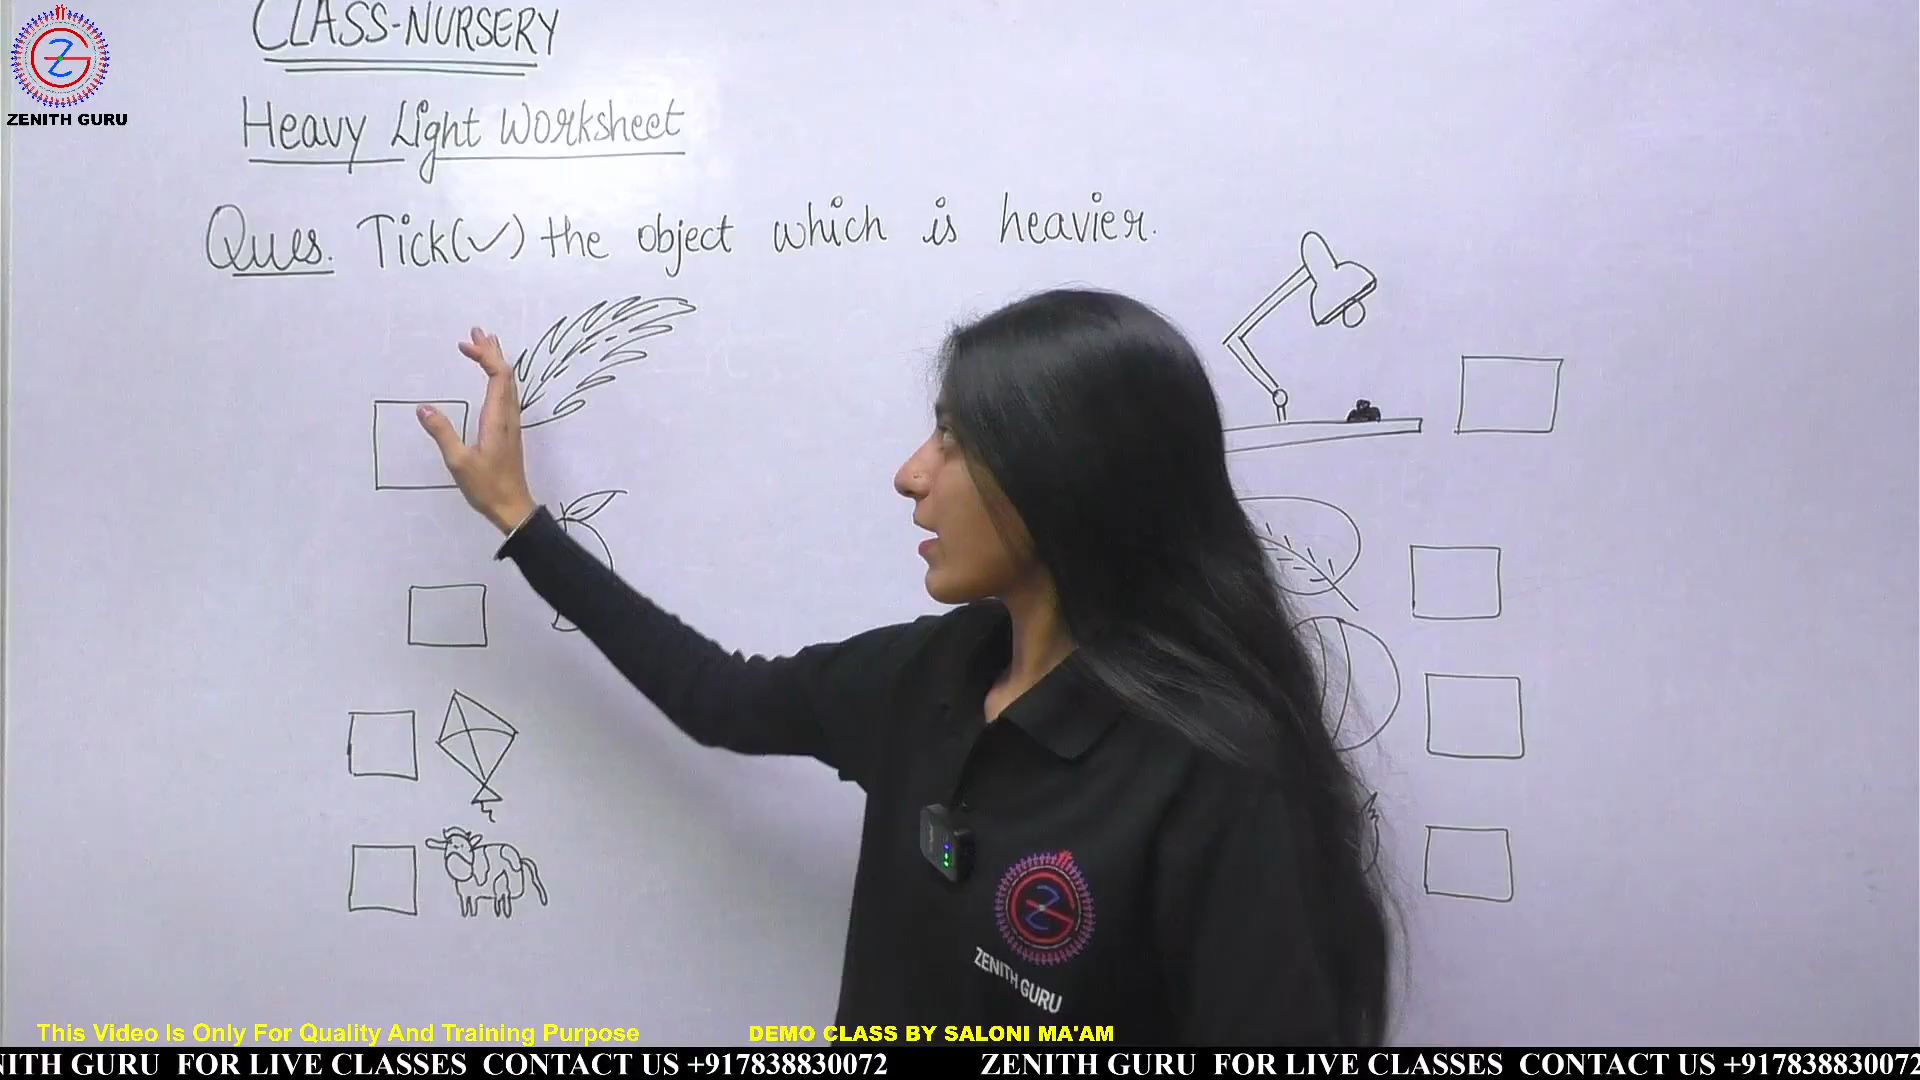 CLASS-NURSERY
ZENITH GURU
Heavy Light Worksheet
Ques. Tick(✓) the object which is heavier.
ZENITH GURU
This Video Is Only For Quality And Training Purpose
DEMO CLASS BY SALONI MA'AM
NITH GURU FOR LIVE CLASSES CONTACT US +917838830072 ZENITH GURU FOR LIVE CLASSES CONTACT US +917838830072